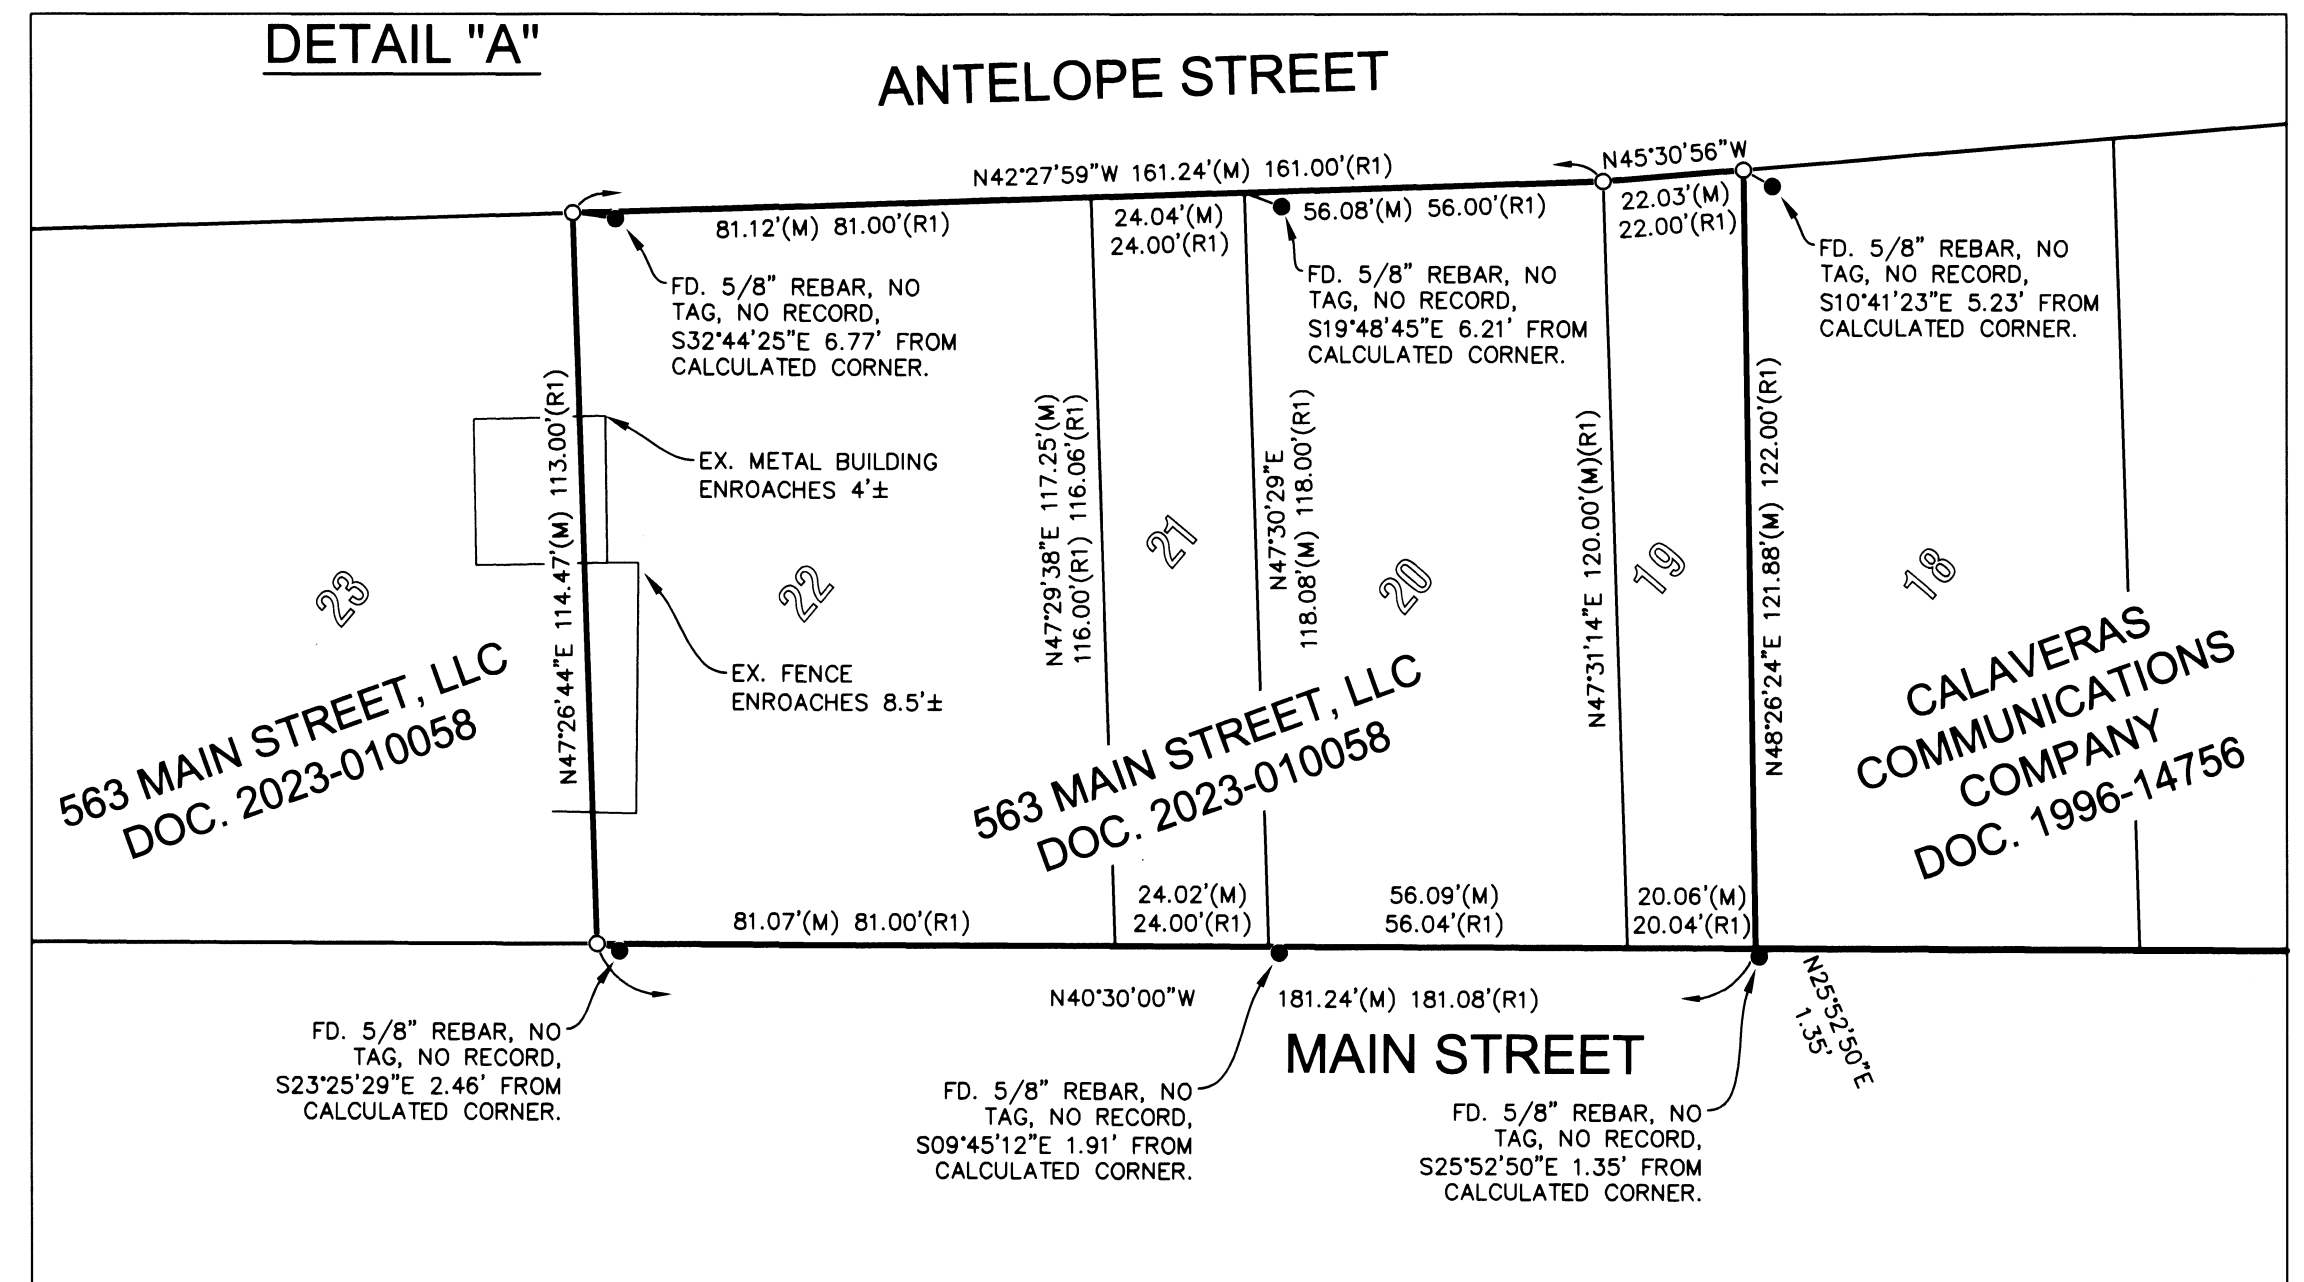 DETAIL "A"
ANTELOPE STREET
N42°27'59"W 161.24'(M) 161.00'(R1)
N45°30'56"W
81.12'(M) 81.00'(R1)
24.04'(M)
24.00'(R1)
56.08'(M) 56.00'(R1)
22.03'(M)
22.00'(R1)
FD. 5/8" REBAR, NO
TAG, NO RECORD,
S32°44'25"E 6.77' FROM
CALCULATED CORNER.
FD. 5/8" REBAR, NO
TAG, NO RECORD,
S19°48'45"E 6.21' FROM
CALCULATED CORNER.
FD. 5/8" REBAR, NO
TAG, NO RECORD,
S10°41'23"E 5.23' FROM
CALCULATED CORNER.
N47°26'44"E 114.47'(M) 113.00'(R1)
EX. METAL BUILDING
ENROACHES 4'±
EX. FENCE
ENROACHES 8.5'±
N47°29'38"E 117.25'(M)
116.00'(R1) 116.06'(R1)
N47°30'29"E
118.08'(M) 118.00'(R1)
N47°31'14"E 120.00'(M)(R1)
N48°26'24"E 121.88'(M) 122.00'(R1)
23
22
21
20
19
18
563 MAIN STREET, LLC
DOC. 2023-010058
563 MAIN STREET, LLC
DOC. 2023-010058
CALAVERAS
COMMUNICATIONS
COMPANY
DOC. 1996-14756
81.07'(M) 81.00'(R1)
24.02'(M)
24.00'(R1)
56.09'(M)
56.04'(R1)
20.06'(M)
20.04'(R1)
N40°30'00"W 181.24'(M) 181.08'(R1)
N25°52'50"E
1.35'
MAIN STREET
FD. 5/8" REBAR, NO
TAG, NO RECORD,
S23°25'29"E 2.46' FROM
CALCULATED CORNER.
FD. 5/8" REBAR, NO
TAG, NO RECORD,
S09°45'12"E 1.91' FROM
CALCULATED CORNER.
FD. 5/8" REBAR, NO
TAG, NO RECORD,
S25°52'50"E 1.35' FROM
CALCULATED CORNER.